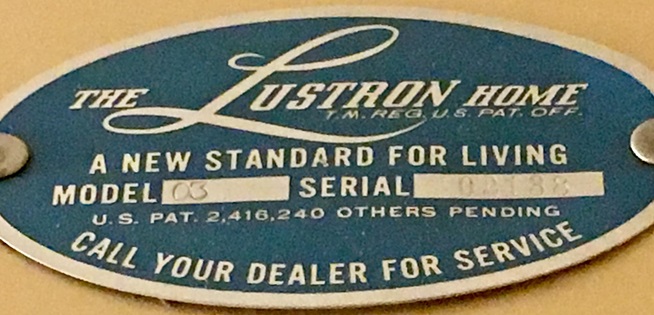 THE LUSTRON HOME
T.M. REG. U.S. PAT. OFF.
A NEW STANDARD FOR LIVING
MODEL 03 SERIAL
U.S. PAT. 2,416,240 OTHERS PENDING
CALL YOUR DEALER FOR SERVICE